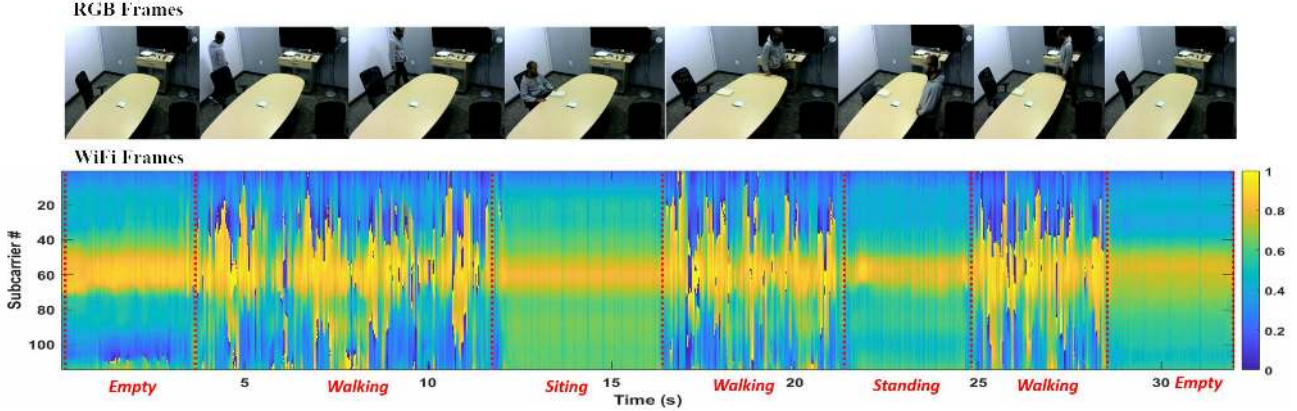 RGB Frames
WiFi Frames
Subcarrier #
20
40
60
80
100
1
0.8
0.6
0.4
0.2
0
Empty 5 Walking 10 Siting 15 Walking 20 Standing 25 Walking 30 Empty
Time (s)